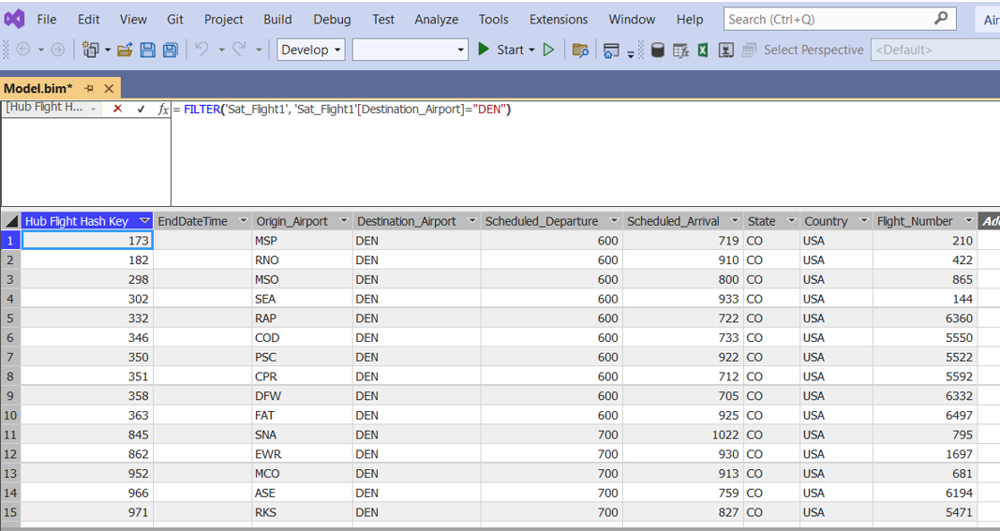 File Edit View Git Project Build Debug Test Analyze Tools Extensions Window Help Search (Ctrl+Q) Air
Develop Start Select Perspective <Default>
Model.bim*
[Hub Flight H... fx = FILTER('Sat_Flight1', 'Sat_Flight1'[Destination_Airport]="DEN")
Hub Flight Hash Key EndDateTime Origin_Airport Destination_Airport Scheduled_Departure Scheduled_Arrival State Country Flight_Number Ad
1 173 MSP DEN 600 719 CO USA 210
2 182 RNO DEN 600 910 CO USA 422
3 298 MSO DEN 600 800 CO USA 865
4 302 SEA DEN 600 933 CO USA 144
5 332 RAP DEN 600 722 CO USA 6360
6 346 COD DEN 600 733 CO USA 5550
7 350 PSC DEN 600 922 CO USA 5522
8 351 CPR DEN 600 712 CO USA 5592
9 358 DFW DEN 600 705 CO USA 6332
10 363 FAT DEN 600 925 CO USA 6497
11 845 SNA DEN 700 1022 CO USA 795
12 862 EWR DEN 700 930 CO USA 1697
13 952 MCO DEN 700 913 CO USA 681
14 966 ASE DEN 700 759 CO USA 6194
15 971 RKS DEN 700 827 CO USA 5471